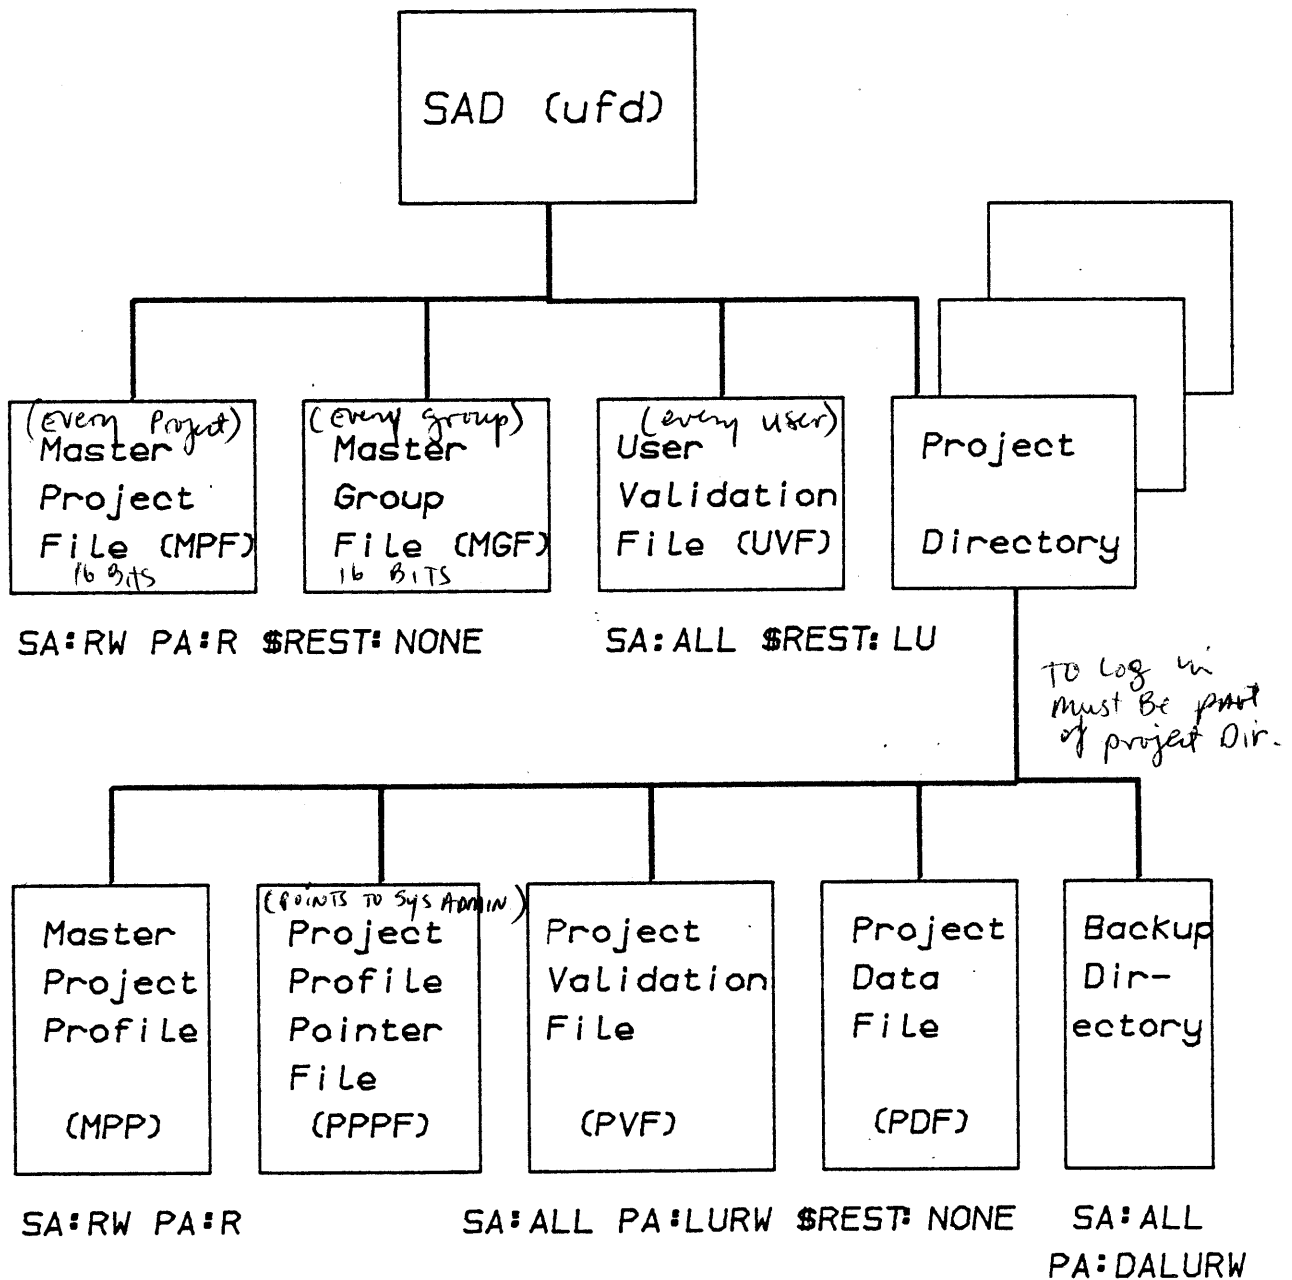 SAD (ufd)
(Every Project)
Master
Project
File (MPF)
16 Bits
(Every group)
Master
Group
File (MGF)
16 BITS
(every user)
User
Validation
File (UVF)
Project
Directory
SA:RW PA:R $REST:NONE
SA:ALL $REST:LU
TO Log in
must Be part
of project Dir.
Master
Project
Profile
(MPP)
(POINTS TO Sys ADMIN)
Project
Profile
Pointer
File
(PPPF)
Project
Validation
File
(PVF)
Project
Data
File
(PDF)
Backup
Dir-
ectory
SA:RW PA:R
SA:ALL PA:LURW $REST:NONE
SA:ALL
PA:DALURW